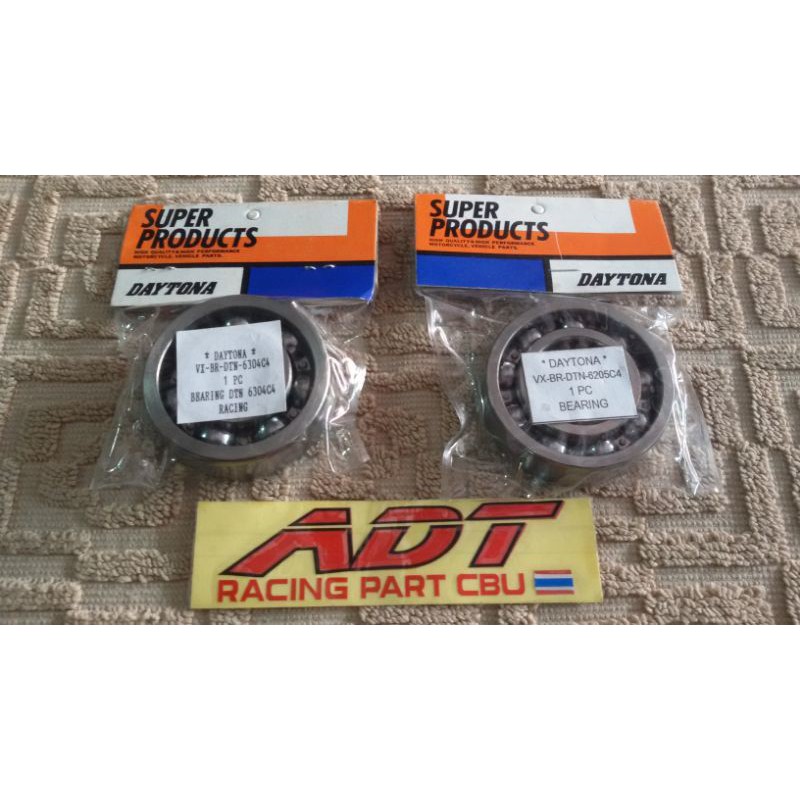 SUPER
PRODUCTS
HIGH QUALITY & HIGH PERFORMANCE
MOTORCYCLE, VEHICLE PARTS.
DAYTONA
* DAYTONA *
VX-BR-DTN-6304C4
1 PC
BEARING DTN 6304C4
RACING
SUPER
PRODUCTS
HIGH QUALITY & HIGH PERFORMANCE
MOTORCYCLE, VEHICLE PARTS.
DAYTONA
* DAYTONA *
VX-BR-DTN-6205C4
1 PC
BEARING
ADT
RACING PART CBU